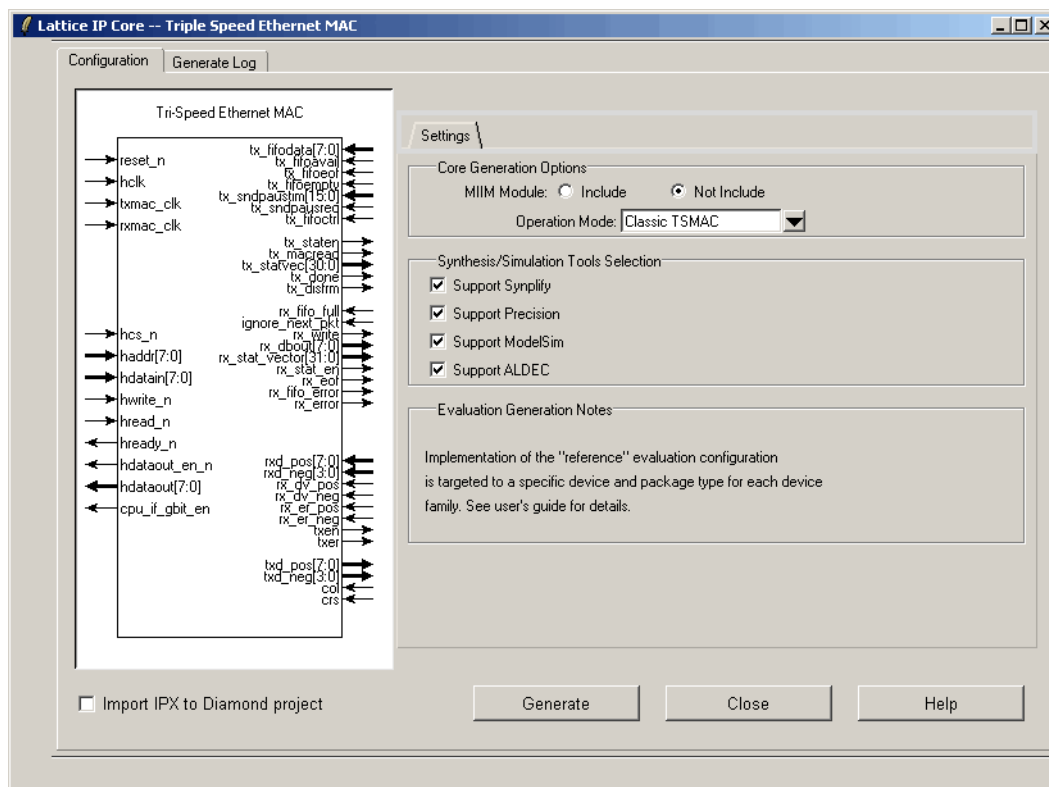 Lattice IP Core -- Triple Speed Ethernet MAC
Configuration
Generate Log
Tri-Speed Ethernet MAC
reset_n
hclk
txmac_clk
rxmac_clk
hcs_n
haddr[7:0]
hdatain[7:0]
hwrite_n
hread_n
hready_n
hdataout_en_n
hdataout[7:0]
cpu_if_gbit_en
tx_fifodata[7:0]
tx_fifoavail
tx_fifoeof
tx_fifoempty
tx_sndpaustim[15:0]
tx_sndpausreq
tx_fifoctrl
tx_staten
tx_macread
tx_statvec[30:0]
tx_done
tx_disfrm
rx_fifo_full
ignore_next_pkt
rx_write
rx_dbout[7:0]
rx_stat_vector[31:0]
rx_stat_en
rx_eof
rx_fifo_error
rx_error
rxd_pos[7:0]
rxd_neg[3:0]
rx_dv_pos
rx_dv_neg
rx_er_pos
rx_er_neg
txen
txer
txd_pos[7:0]
txd_neg[3:0]
col
crs
Settings
Core Generation Options
MIIM Module: Include Not Include
Operation Mode: Classic TSMAC
Synthesis/Simulation Tools Selection
Support Synplify
Support Precision
Support ModelSim
Support ALDEC
Evaluation Generation Notes
Implementation of the "reference" evaluation configuration
is targeted to a specific device and package type for each device
family. See user's guide for details.
Import IPX to Diamond project
Generate
Close
Help